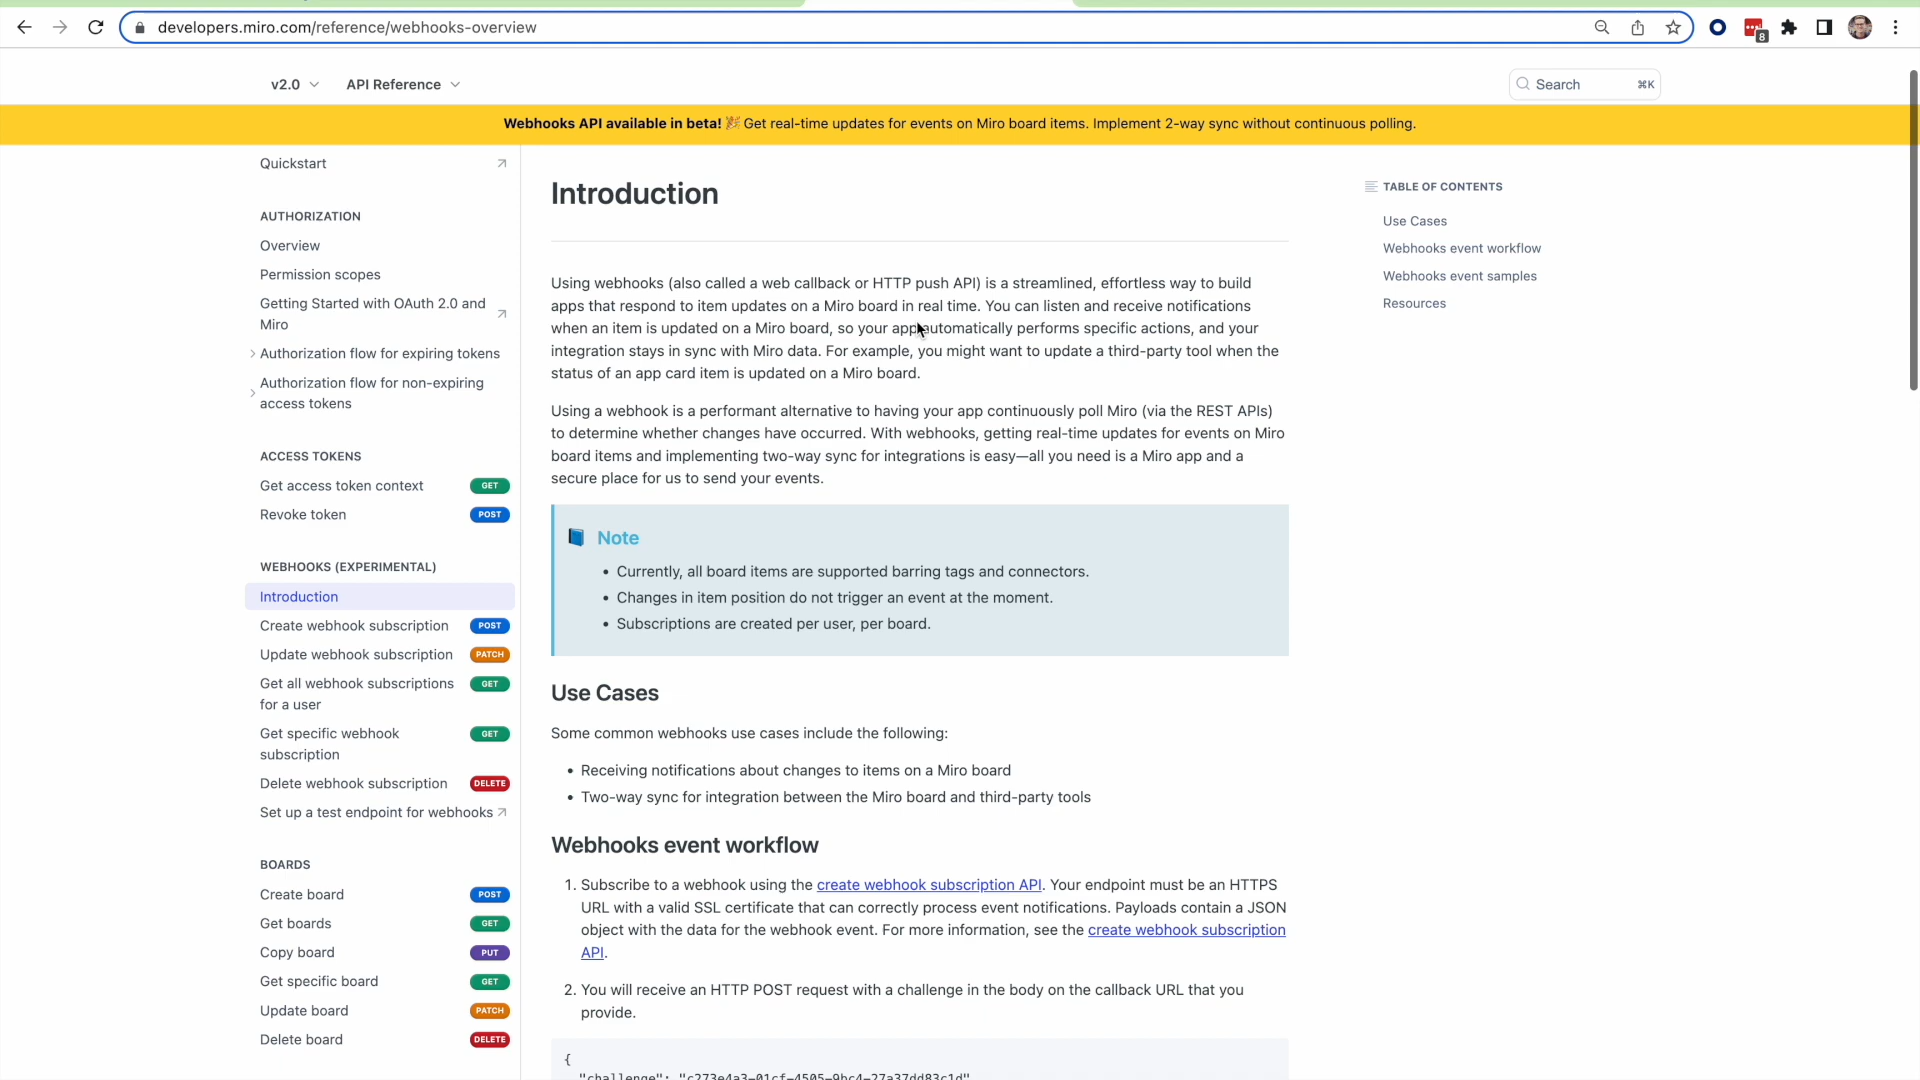 developers.miro.com/reference/webhooks-overview
8
v2.0
API Reference
Search
⌘K
Webhooks API available in beta! 🎉 Get real-time updates for events on Miro board items. Implement 2-way sync without continuous polling.
Quickstart
AUTHORIZATION
Overview
Permission scopes
Getting Started with OAuth 2.0 and
Miro
Authorization flow for expiring tokens
Authorization flow for non-expiring
access tokens
ACCESS TOKENS
Get access token context GET
Revoke token POST
WEBHOOKS (EXPERIMENTAL)
Introduction
Create webhook subscription POST
Update webhook subscription PATCH
Get all webhook subscriptions GET
for a user
Get specific webhook GET
subscription
Delete webhook subscription DELETE
Set up a test endpoint for webhooks
BOARDS
Create board POST
Get boards GET
Copy board PUT
Get specific board GET
Update board PATCH
Delete board DELETE
Introduction
Using webhooks (also called a web callback or HTTP push API) is a streamlined, effortless way to build
apps that respond to item updates on a Miro board in real time. You can listen and receive notifications
when an item is updated on a Miro board, so your app automatically performs specific actions, and your
integration stays in sync with Miro data. For example, you might want to update a third-party tool when the
status of an app card item is updated on a Miro board.
Using a webhook is a performant alternative to having your app continuously poll Miro (via the REST APIs)
to determine whether changes have occurred. With webhooks, getting real-time updates for events on Miro
board items and implementing two-way sync for integrations is easy—all you need is a Miro app and a
secure place for us to send your events.
Note
• Currently, all board items are supported barring tags and connectors.
• Changes in item position do not trigger an event at the moment.
• Subscriptions are created per user, per board.
Use Cases
Some common webhooks use cases include the following:
• Receiving notifications about changes to items on a Miro board
• Two-way sync for integration between the Miro board and third-party tools
Webhooks event workflow
1. Subscribe to a webhook using the create webhook subscription API. Your endpoint must be an HTTPS
URL with a valid SSL certificate that can correctly process event notifications. Payloads contain a JSON
object with the data for the webhook event. For more information, see the create webhook subscription
API.
2. You will receive an HTTP POST request with a challenge in the body on the callback URL that you
provide.
{
"challenge": "c273e4a3-01cf-4505-9bc4-27a37dd83c1d"
TABLE OF CONTENTS
Use Cases
Webhooks event workflow
Webhooks event samples
Resources